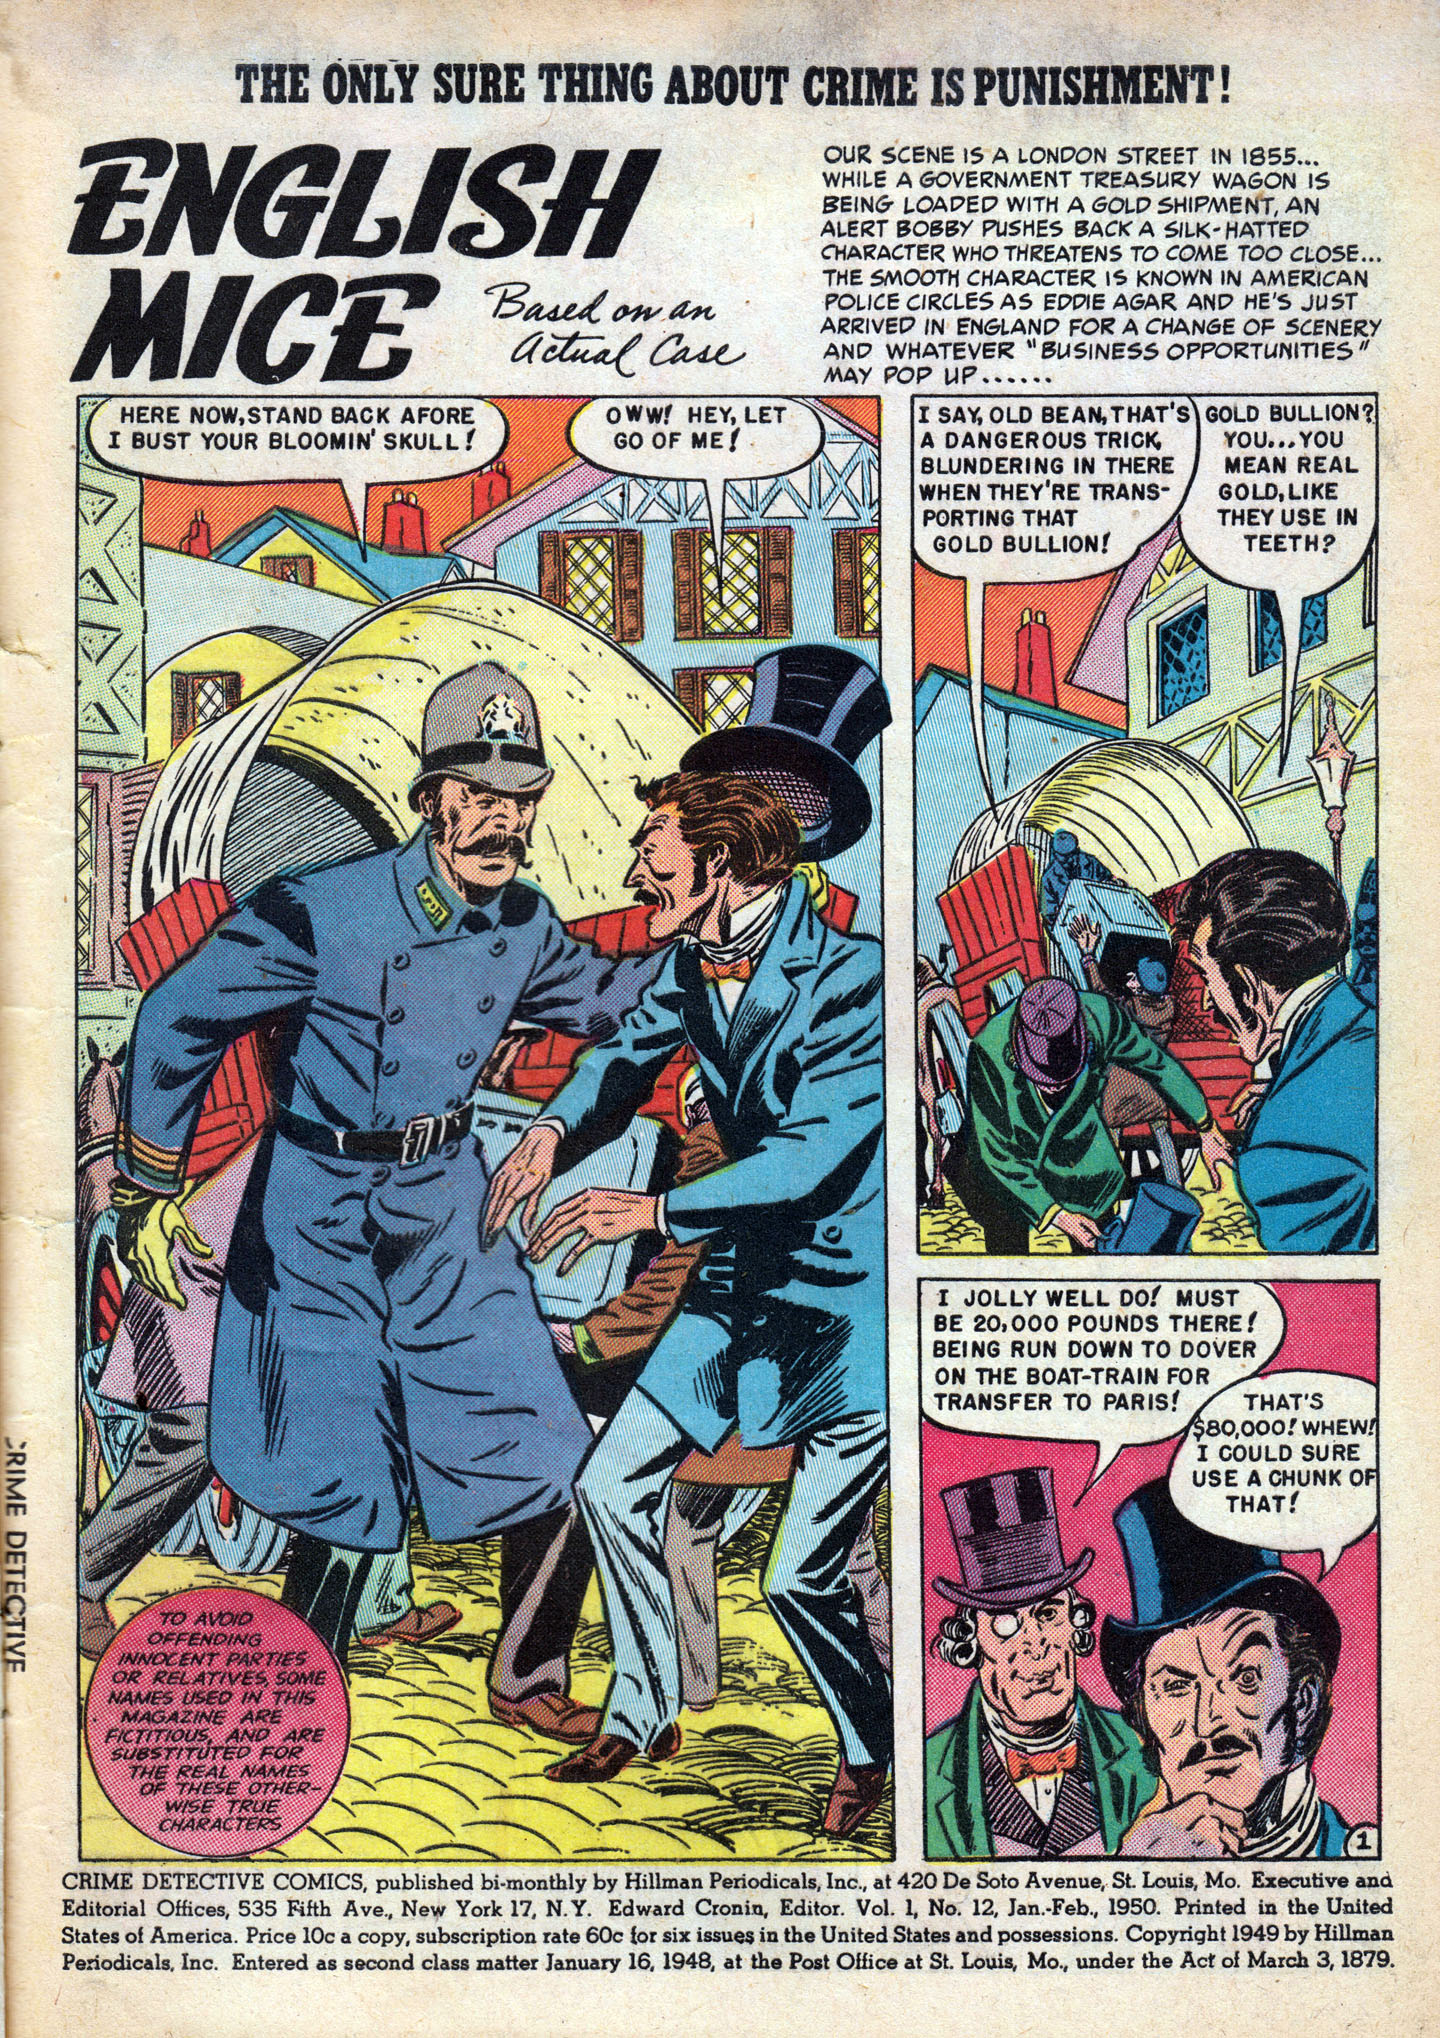 THE ONLY SURE THING ABOUT CRIME IS PUNISHMENT!
ENGLISH
MICE
Based on an
Actual Case
OUR SCENE IS A LONDON STREET IN 1855...
WHILE A GOVERNMENT TREASURY WAGON IS
BEING LOADED WITH A GOLD SHIPMENT, AN
ALERT BOBBY PUSHES BACK A SILK-HATTED
CHARACTER WHO THREATENS TO COME TOO CLOSE...
THE SMOOTH CHARACTER IS KNOWN IN AMERICAN
POLICE CIRCLES AS EDDIE AGAR AND HE'S JUST
ARRIVED IN ENGLAND FOR A CHANGE OF SCENERY
AND WHATEVER "BUSINESS OPPORTUNITIES"
MAY POP UP......
HERE NOW, STAND BACK AFORE
I BUST YOUR BLOOMIN' SKULL!
OWW! HEY, LET
GO OF ME!
TO AVOID
OFFENDING
INNOCENT PARTIES
OR RELATIVES, SOME
NAMES USED IN THIS
MAGAZINE ARE
FICTITIOUS, AND ARE
SUBSTITUTED FOR
THE REAL NAMES
OF THESE OTHER-
WISE TRUE
CHARACTERS
I SAY, OLD BEAN, THAT'S
A DANGEROUS TRICK,
BLUNDERING IN THERE
WHEN THEY'RE TRANS-
PORTING THAT
GOLD BULLION!
GOLD BULLION?
YOU...YOU
MEAN REAL
GOLD, LIKE
THEY USE IN
TEETH?
I JOLLY WELL DO! MUST
BE 20,000 POUNDS THERE!
BEING RUN DOWN TO DOVER
ON THE BOAT-TRAIN FOR
TRANSFER TO PARIS!
THAT'S
$80,000! WHEW!
I COULD SURE
USE A CHUNK OF
THAT!
1
CRIME DETECTIVE COMICS, published bi-monthly by Hillman Periodicals, Inc., at 420 De Soto Avenue, St. Louis, Mo. Executive and
Editorial Offices, 535 Fifth Ave., New York 17, N.Y. Edward Cronin, Editor. Vol. 1, No. 12, Jan.-Feb., 1950. Printed in the United
States of America. Price 10c a copy, subscription rate 60c for six issues in the United States and possessions. Copyright 1949 by Hillman
Periodicals, Inc. Entered as second class matter January 16, 1948, at the Post Office at St. Louis, Mo., under the Act of March 3, 1879.
CRIME DETECTIVE